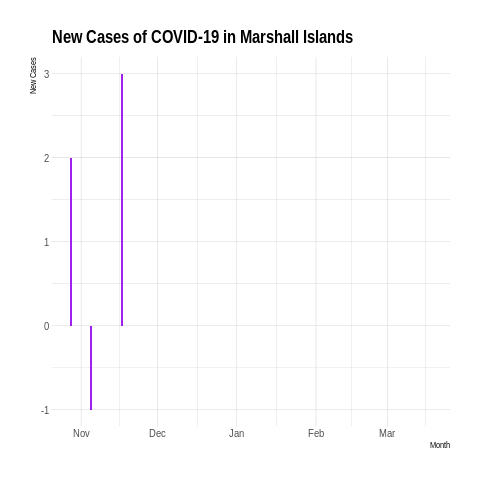 New Cases of COVID-19 in Marshall Islands
New Cases
3
2
1
0
-1
Nov Dec Jan Feb Mar
Month